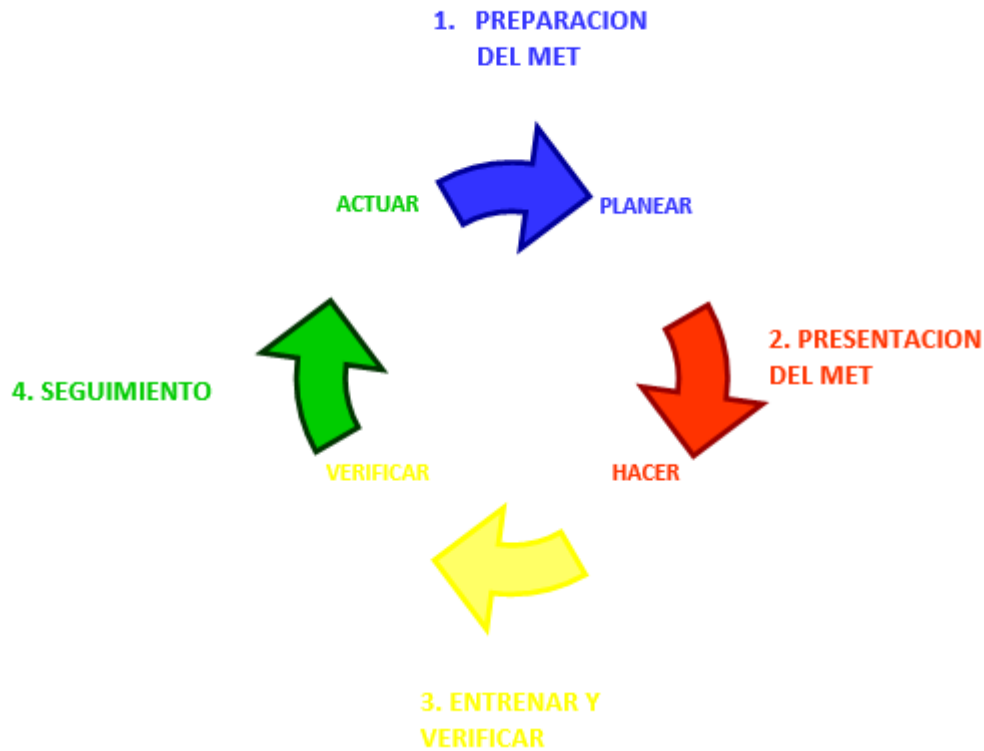 1. PREPARACION
DEL MET
ACTUAR
PLANEAR
2. PRESENTACION
DEL MET
4. SEGUIMIENTO
VERIFICAR
HACER
3. ENTRENAR Y
VERIFICAR